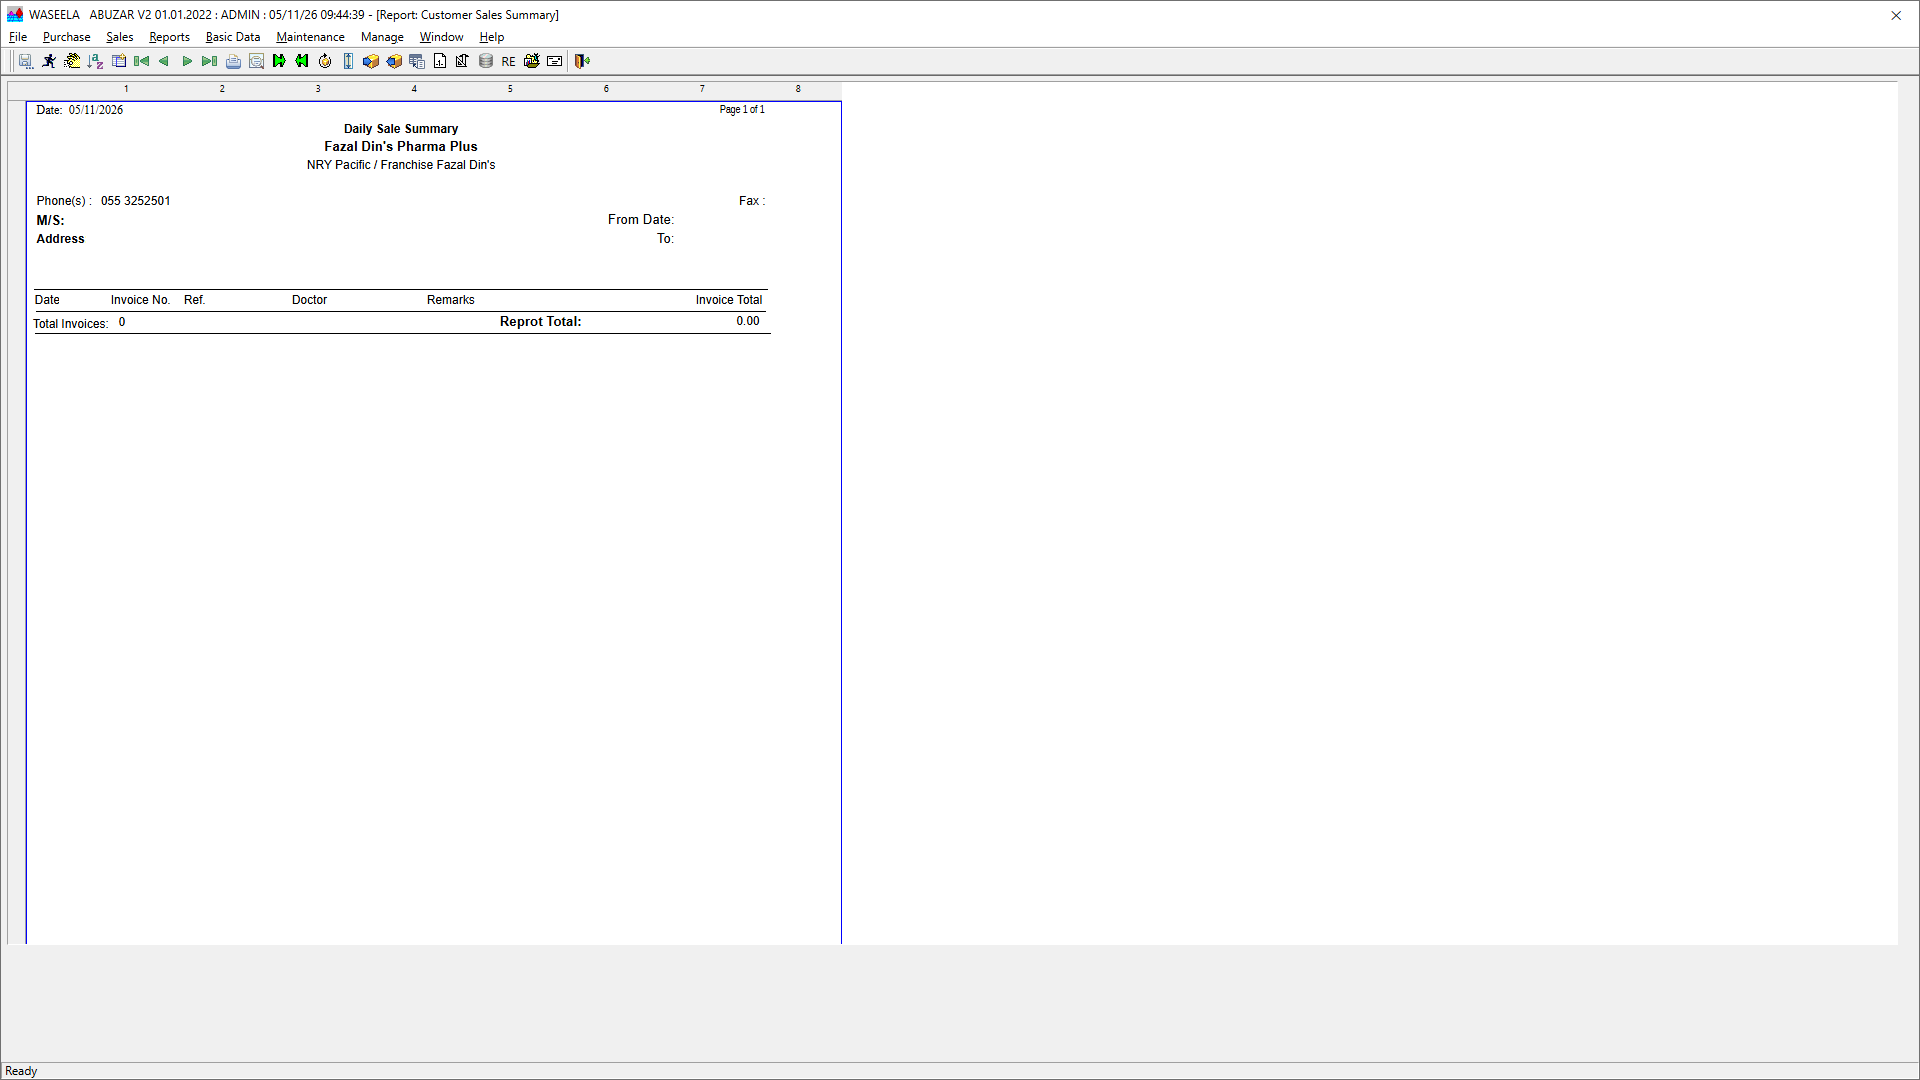 WASEELA   ABUZAR V2 01.01.2022 : ADMIN : 05/11/26 09:44:39 - [Report: Customer Sales Summary]
File Purchase Sales Reports Basic Data Maintenance Manage Window Help
RE
1 2 3 4 5 6 7 8
Date: 05/11/2026 Page 1 of 1
Daily Sale Summary
Fazal Din's Pharma Plus
NRY Pacific / Franchise Fazal Din's
Phone(s) : 055 3252501 Fax :
M/S: From Date:
Address To:
Date Invoice No. Ref. Doctor Remarks Invoice Total
Total Invoices: 0 Reprot Total: 0.00
Ready